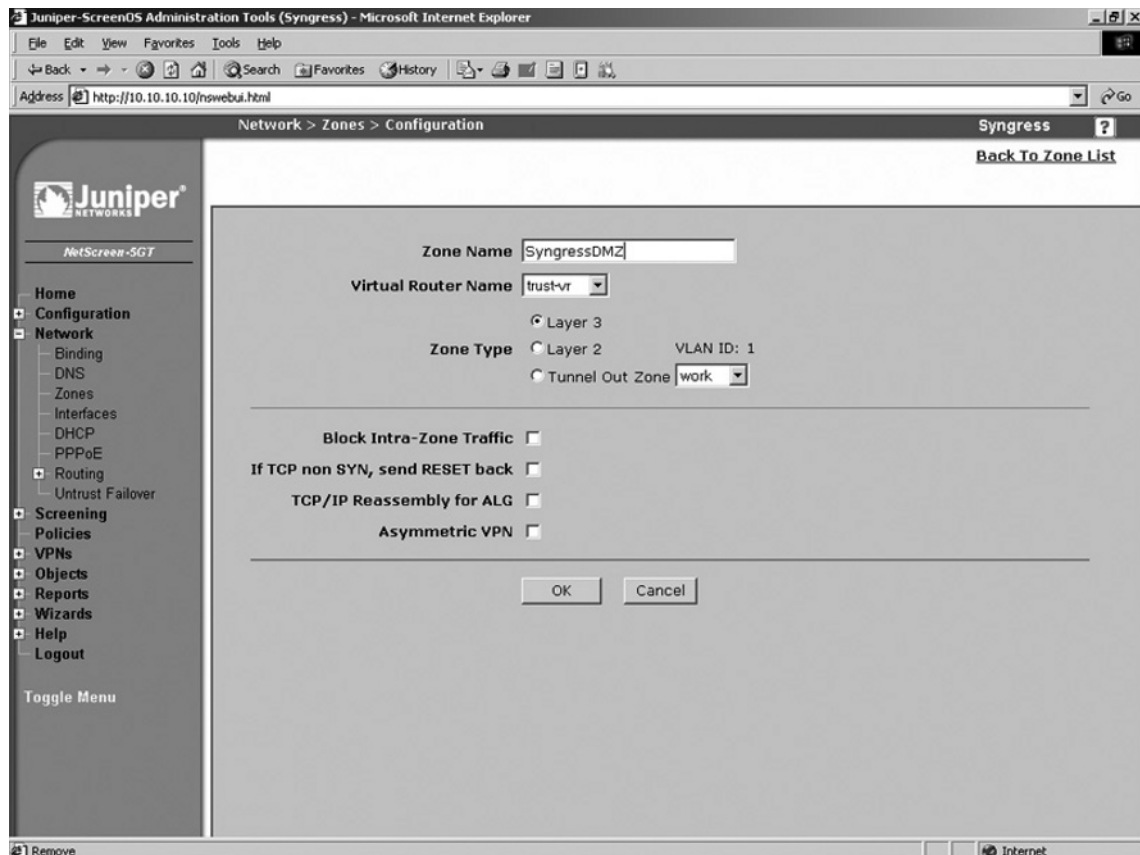 Juniper-ScreenOS Administration Tools (Syngress) - Microsoft Internet Explorer
File Edit View Favorites Tools Help
Back Search Favorites History
Address http://10.10.10.10/nswebui.html Go
Network > Zones > Configuration Syngress ?
Back To Zone List
Juniper®
NETWORKS
NetScreen-5GT
Home
Configuration
Network
Binding
DNS
Zones
Interfaces
DHCP
PPPoE
Routing
Untrust Failover
Screening
Policies
VPNs
Objects
Reports
Wizards
Help
Logout
Toggle Menu
Zone Name SyngressDMZ
Virtual Router Name trust-vr
Zone Type
Layer 3
Layer 2 VLAN ID: 1
Tunnel Out Zone work
Block Intra-Zone Traffic
If TCP non SYN, send RESET back
TCP/IP Reassembly for ALG
Asymmetric VPN
OK Cancel
Remove Internet